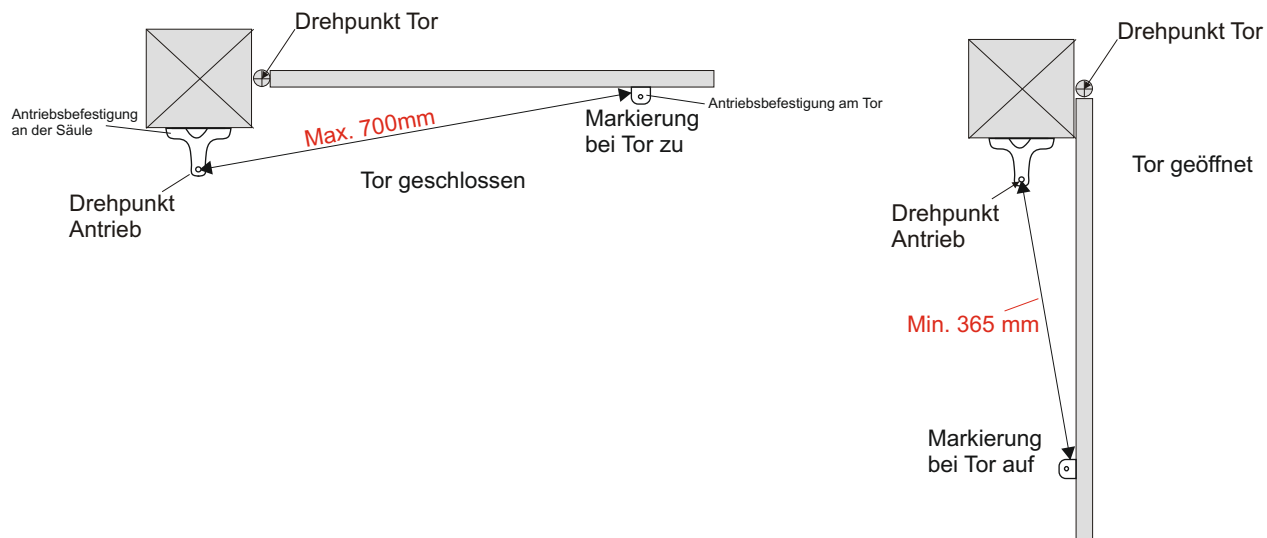 Drehpunkt Tor
Antriebsbefestigung
an der Säule
Max. 700mm
Antriebsbefestigung am Tor
Markierung
bei Tor zu
Tor geschlossen
Drehpunkt
Antrieb
Drehpunkt Tor
Tor geöffnet
Drehpunkt
Antrieb
Min. 365 mm
Markierung
bei Tor auf